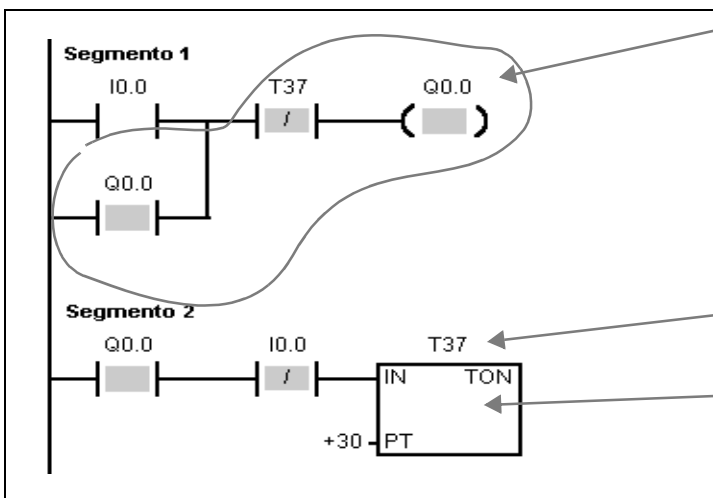 Segmento 1
I0.0 T37 Q0.0
/
Q0.0
Segmento 2
Q0.0 I0.0 T37
/ IN TON
+30 PT